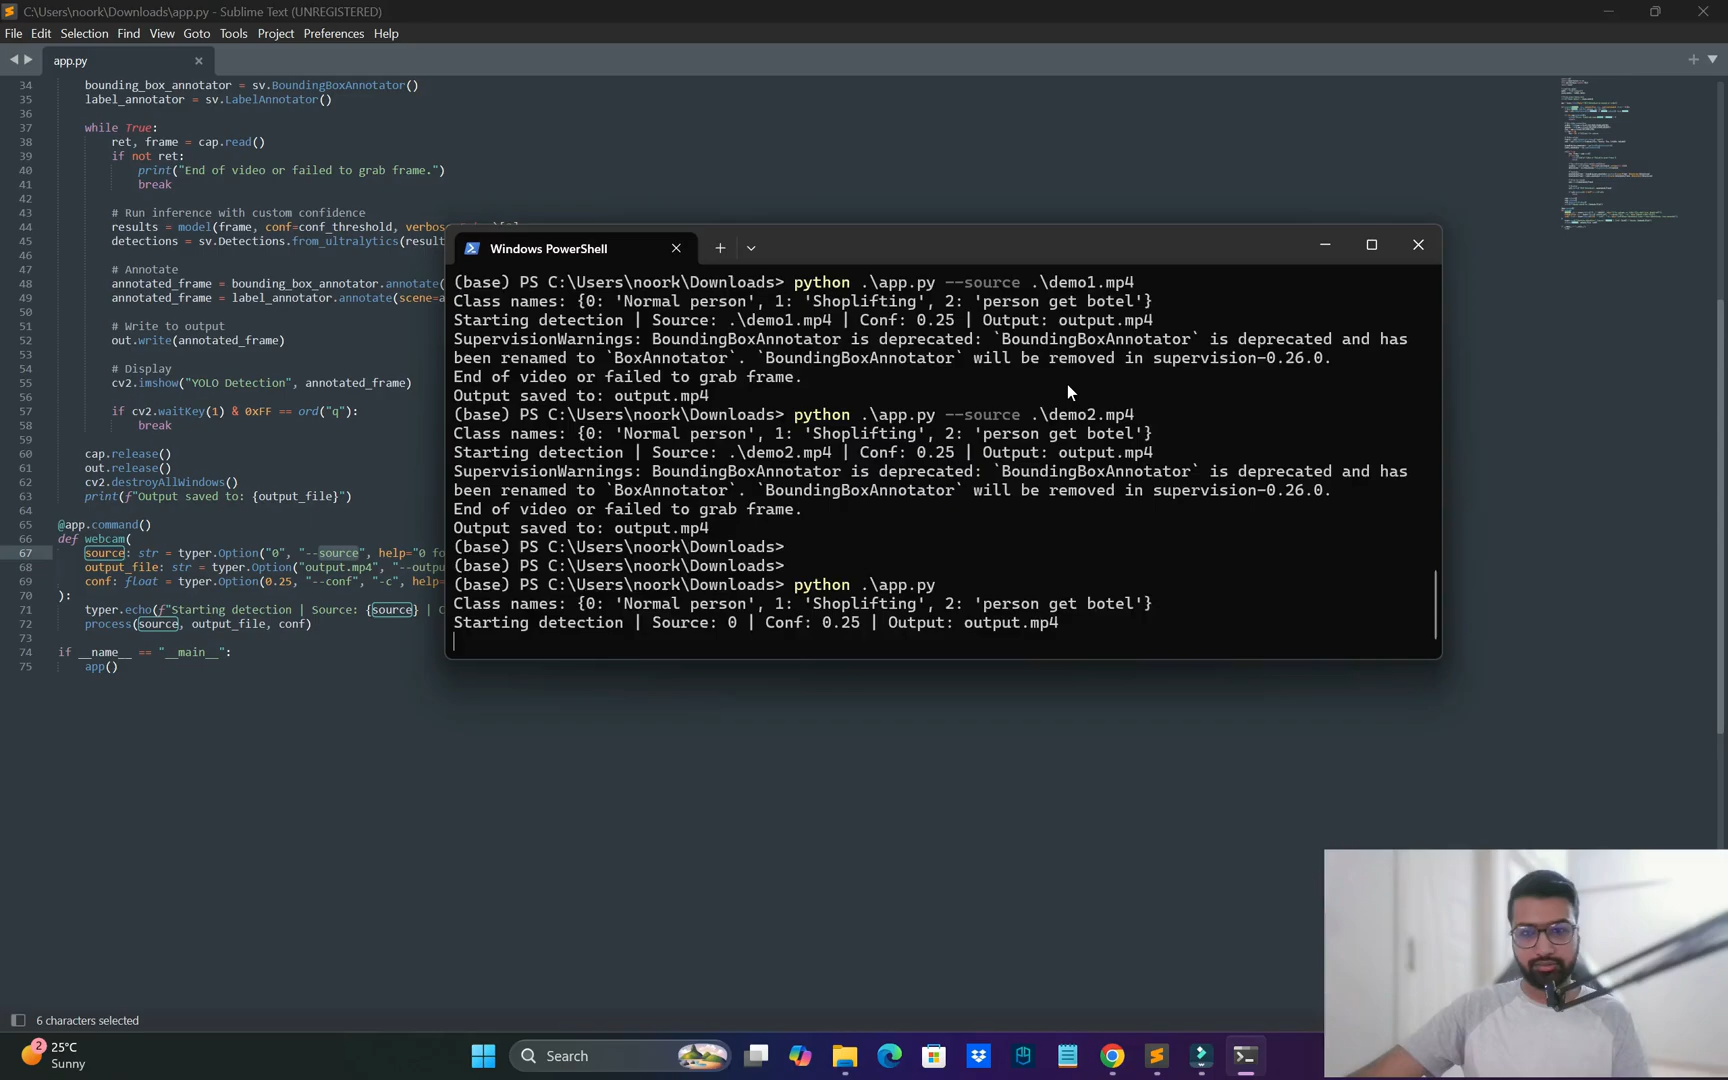 C:\Users\noork\Downloads\app.py - Sublime Text (UNREGISTERED)
File Edit Selection Find View Goto Tools Project Preferences Help
app.py
34 bounding_box_annotator = sv.BoundingBoxAnnotator()
35 label_annotator = sv.LabelAnnotator()
36
37 while True:
38 ret, frame = cap.read()
39 if not ret:
40 print("End of video or failed to grab frame.")
41 break
42
43 # Run inference with custom confidence
44 results = model(frame, conf=conf_threshold, verbos
45 detections = sv.Detections.from_ultralytics(result
46
47 # Annotate
48 annotated_frame = bounding_box_annotator.annotate(
49 annotated_frame = label_annotator.annotate(scene=a
50
51 # Write to output
52 out.write(annotated_frame)
53
54 # Display
55 cv2.imshow("YOLO Detection", annotated_frame)
56
57 if cv2.waitKey(1) & 0xFF == ord("q"):
58 break
59
60 cap.release()
61 out.release()
62 cv2.destroyAllWindows()
63 print(f"Output saved to: {output_file}")
64
65 @app.command()
66 def webcam(
67 source: str = typer.Option("0", "--source", help="0 fo
68 output_file: str = typer.Option("output.mp4", "--outpu
69 conf: float = typer.Option(0.25, "--conf", "-c", help=
70 ):
71 typer.echo(f"Starting detection | Source: {source} | C
72 process(source, output_file, conf)
73
74 if __name__ == "__main__":
75 app()
Windows PowerShell
(base) PS C:\Users\noork\Downloads> python .\app.py --source .\demo1.mp4
Class names: {0: 'Normal person', 1: 'Shoplifting', 2: 'person get botel'}
Starting detection | Source: .\demo1.mp4 | Conf: 0.25 | Output: output.mp4
SupervisionWarnings: BoundingBoxAnnotator is deprecated: `BoundingBoxAnnotator` is deprecated and has
been renamed to `BoxAnnotator`. `BoundingBoxAnnotator` will be removed in supervision-0.26.0.
End of video or failed to grab frame.
Output saved to: output.mp4
(base) PS C:\Users\noork\Downloads> python .\app.py --source .\demo2.mp4
Class names: {0: 'Normal person', 1: 'Shoplifting', 2: 'person get botel'}
Starting detection | Source: .\demo2.mp4 | Conf: 0.25 | Output: output.mp4
SupervisionWarnings: BoundingBoxAnnotator is deprecated: `BoundingBoxAnnotator` is deprecated and has
been renamed to `BoxAnnotator`. `BoundingBoxAnnotator` will be removed in supervision-0.26.0.
End of video or failed to grab frame.
Output saved to: output.mp4
(base) PS C:\Users\noork\Downloads>
(base) PS C:\Users\noork\Downloads>
(base) PS C:\Users\noork\Downloads> python .\app.py
Class names: {0: 'Normal person', 1: 'Shoplifting', 2: 'person get botel'}
Starting detection | Source: 0 | Conf: 0.25 | Output: output.mp4
6 characters selected
2
25°C
Sunny
Search